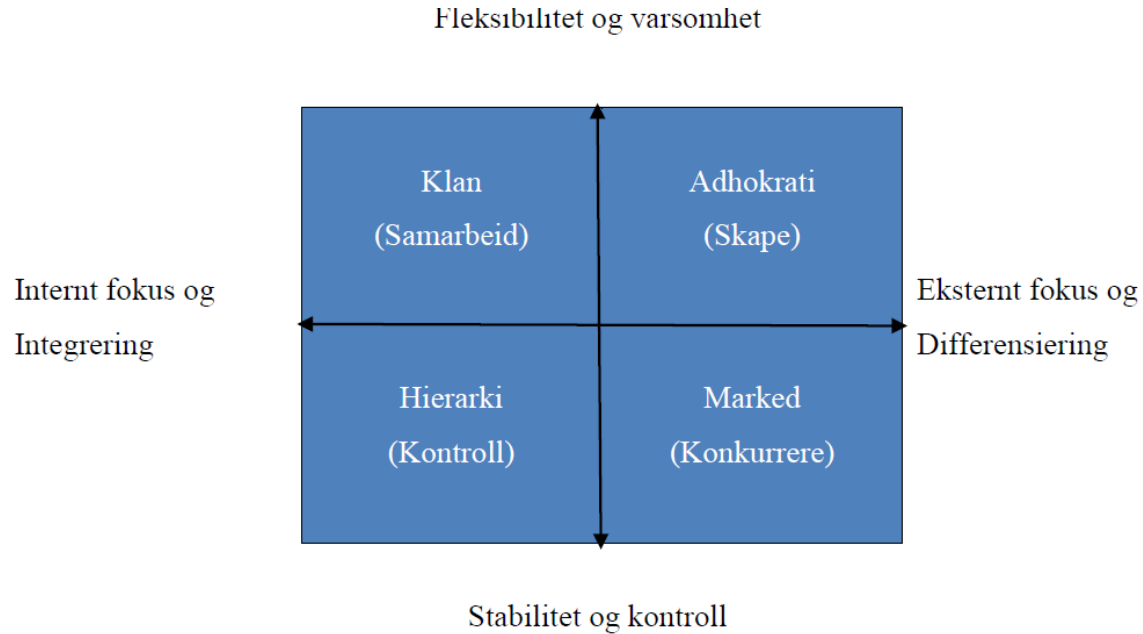 Fleksibilitet og varsomhet
Klan
(Samarbeid)
Adhokrati
(Skape)
Internt fokus og
Integrering
Eksternt fokus og
Differensiering
Hierarki
(Kontroll)
Marked
(Konkurrere)
Stabilitet og kontroll